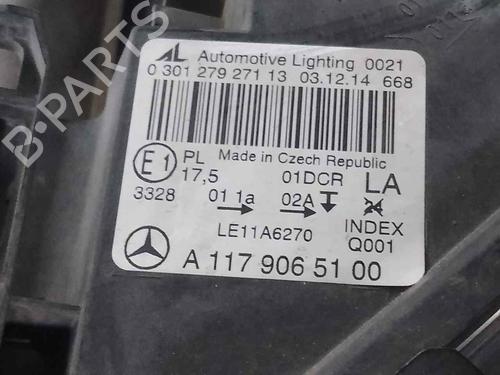 AL Automotive Lighting 0021
0 301 279 271 13 03.12.14 668
E1 PL Made in Czech Republic
17,5 01DCR LA
3328 01 1a 02A
LE11A6270 INDEX
Q001
A 117 906 51 00
B-PARTS